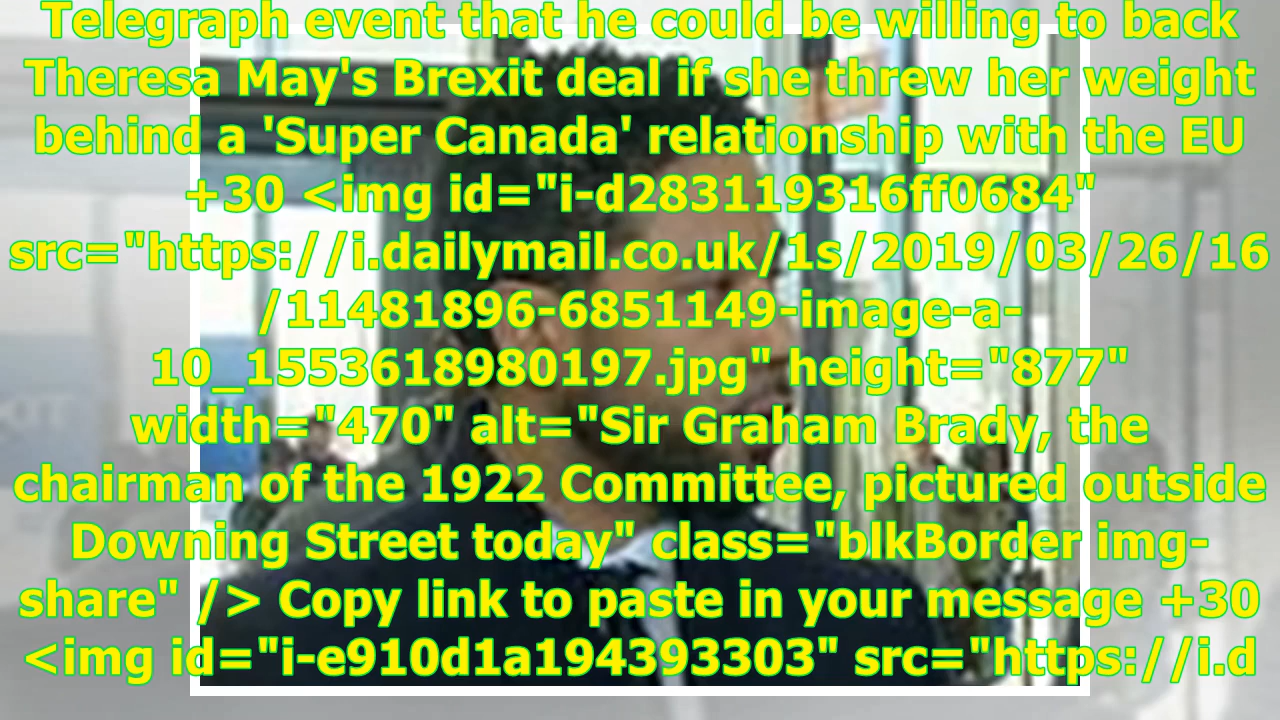 Telegraph event that he could be willing to back
Theresa May's Brexit deal if she threw her weight
behind a 'Super Canada' relationship with the EU
+30 <img id="i-d283119316ff0684"
src="https://i.dailymail.co.uk/1s/2019/03/26/16
/11481896-6851149-image-a-
10_1553618980197.jpg" height="877"
width="470" alt="Sir Graham Brady, the
chairman of the 1922 Committee, pictured outside
Downing Street today" class="blkBorder img-
share" /> Copy link to paste in your message +30
<img id="i-e910d1a194393303" src="https://i.d